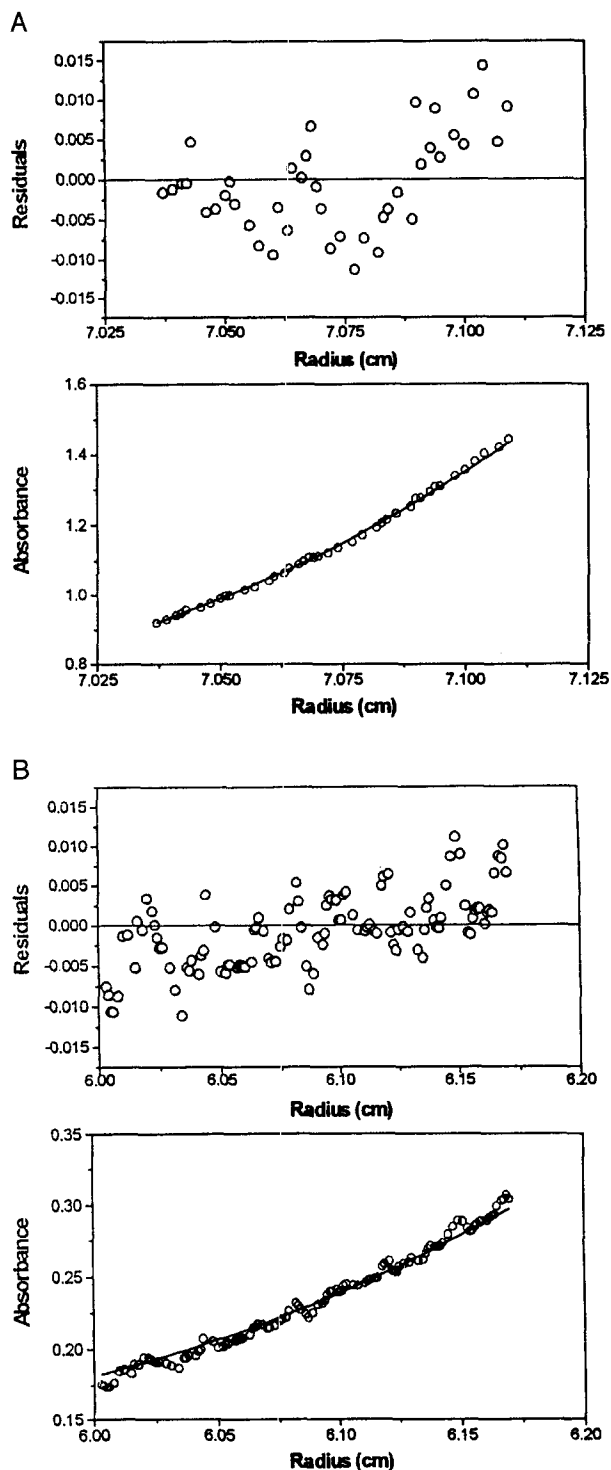 A
0.015
0.010
0.005
0.000
-0.005
-0.010
-0.015
Residuals
7.025 7.050 7.075 7.100 7.125
Radius (cm)
1.6
1.4
1.2
1.0
0.8
Absorbance
7.025 7.050 7.075 7.100 7.125
Radius (cm)
B
0.015
0.010
0.005
0.000
-0.005
-0.010
-0.015
Residuals
6.00 6.05 6.10 6.15 6.20
Radius (cm)
0.35
0.30
0.25
0.20
0.15
Absorbance
6.00 6.05 6.10 6.15 6.20
Radius (cm)